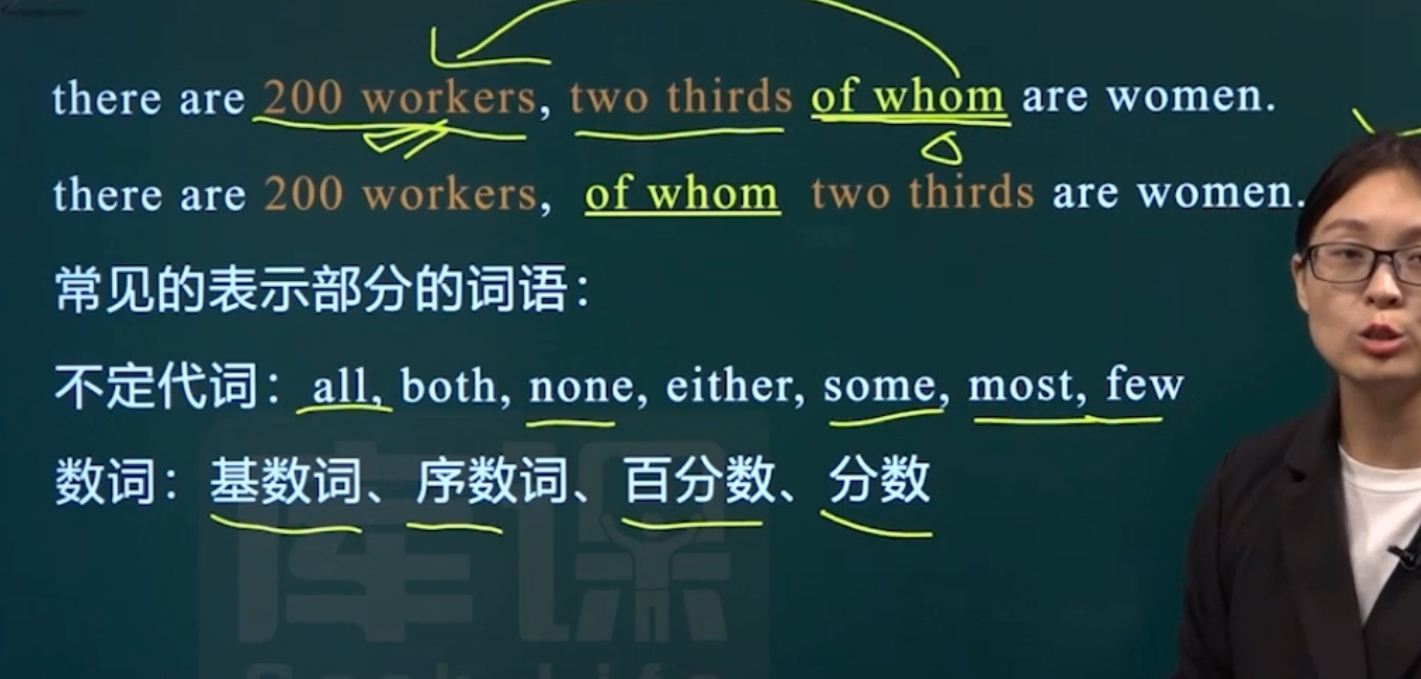 there are 200 workers, two thirds of whom are women.
there are 200 workers, of whom two thirds are women.
常见的表示部分的词语：
不定代词：all, both, none, either, some, most, few
数词：基数词、序数词、百分数、分数
库课